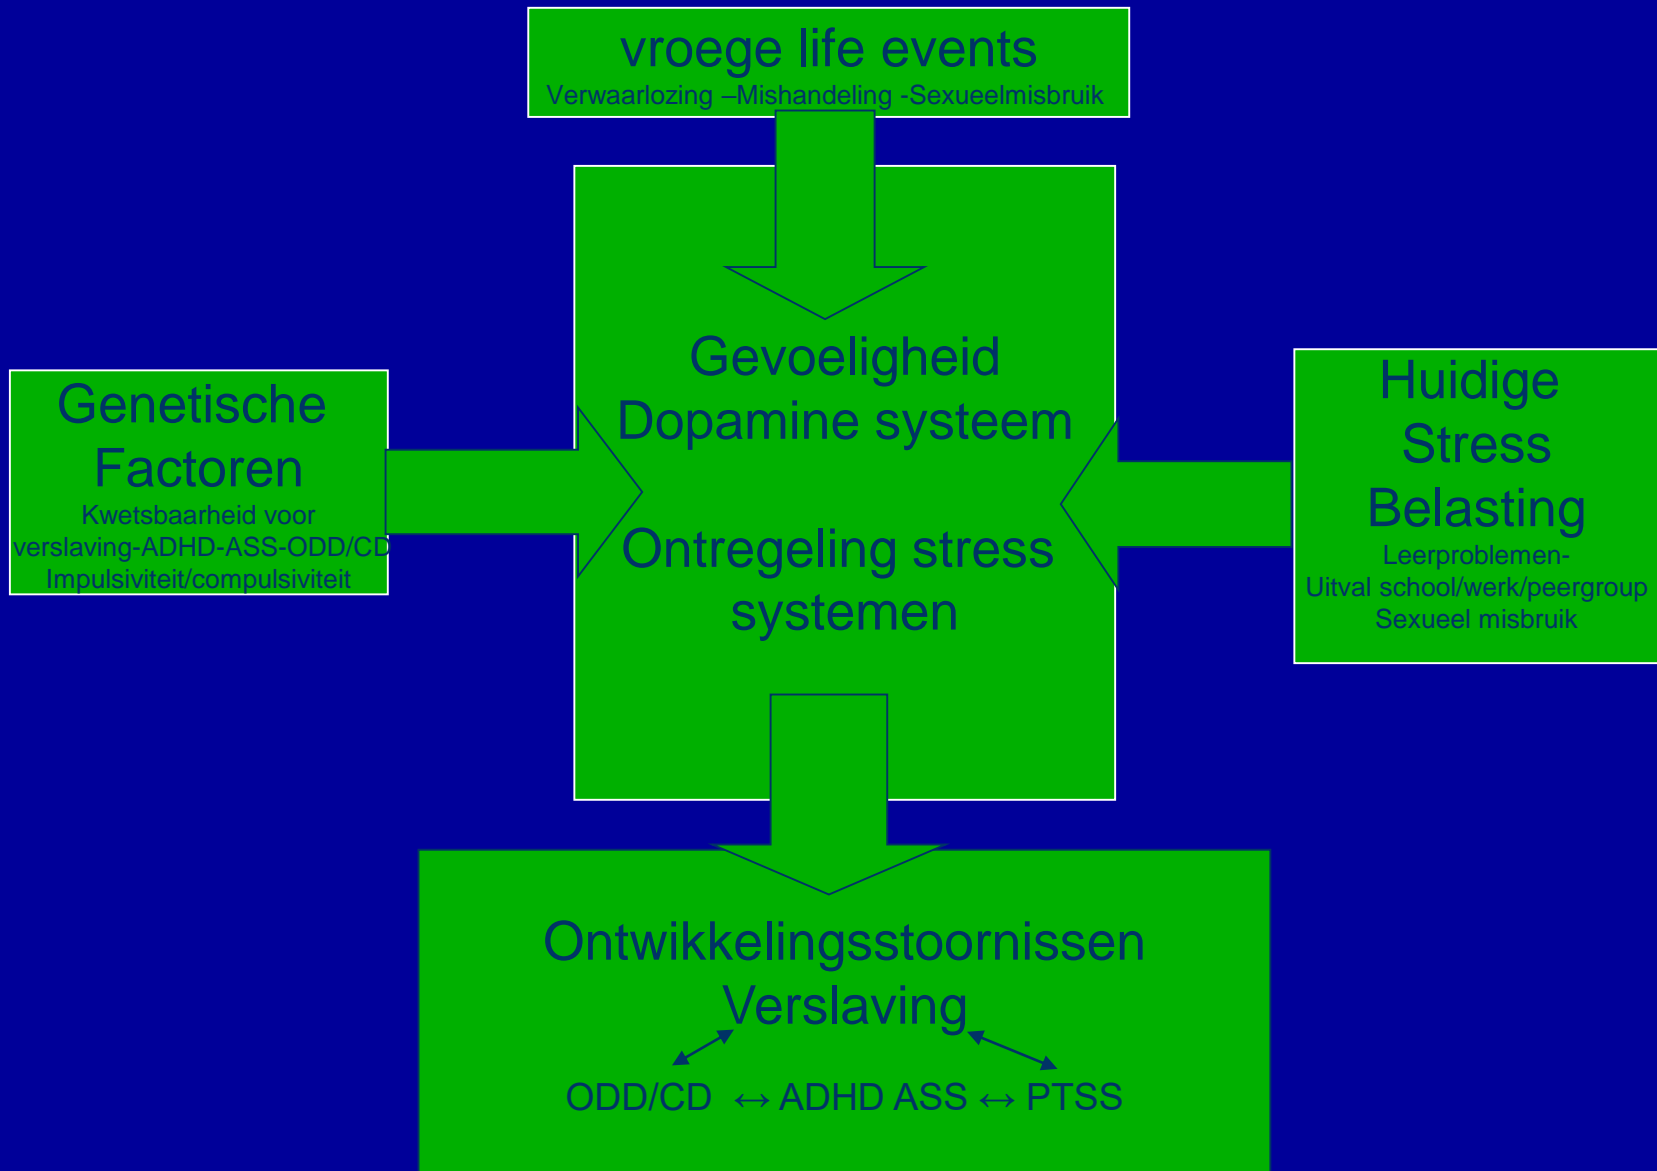 vroege life events
Verwaarlozing –Mishandeling -Sexueelmisbruik
Gevoeligheid
Dopamine systeem
Ontregeling stress
systemen
Genetische
Factoren
Kwetsbaarheid voor
verslaving-ADHD-ASS-ODD/CD
Impulsiviteit/compulsiviteit
Huidige
Stress
Belasting
Leerproblemen-
Uitval school/werk/peergroup
Sexueel misbruik
Ontwikkelingsstoornissen
Verslaving
ODD/CD ↔ ADHD ASS ↔ PTSS